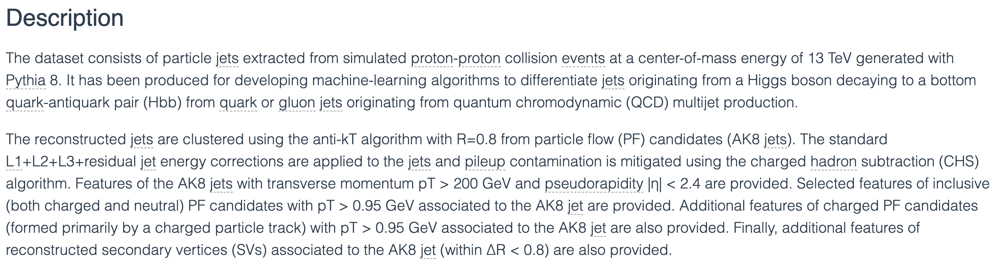 Description
The dataset consists of particle jets extracted from simulated proton-proton collision events at a center-of-mass energy of 13 TeV generated with
Pythia 8. It has been produced for developing machine-learning algorithms to differentiate jets originating from a Higgs boson decaying to a bottom
quark-antiquark pair (Hbb) from quark or gluon jets originating from quantum chromodynamic (QCD) multijet production.
The reconstructed jets are clustered using the anti-kT algorithm with R=0.8 from particle flow (PF) candidates (AK8 jets). The standard
L1+L2+L3+residual jet energy corrections are applied to the jets and pileup contamination is mitigated using the charged hadron subtraction (CHS)
algorithm. Features of the AK8 jets with transverse momentum pT > 200 GeV and pseudorapidity |η| < 2.4 are provided. Selected features of inclusive
(both charged and neutral) PF candidates with pT > 0.95 GeV associated to the AK8 jet are provided. Additional features of charged PF candidates
(formed primarily by a charged particle track) with pT > 0.95 GeV associated to the AK8 jet are also provided. Finally, additional features of
reconstructed secondary vertices (SVs) associated to the AK8 jet (within ΔR < 0.8) are also provided.